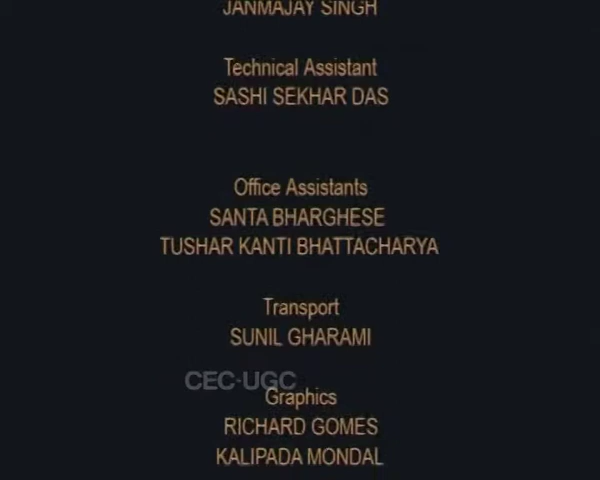 JANMAJAY SINGH
Technical Assistant
SASHI SEKHAR DAS
Office Assistants
SANTA BHARGHESE
TUSHAR KANTI BHATTACHARYA
Transport
SUNIL GHARAMI
CEC-UGC
Graphics
RICHARD GOMES
KALIPADA MONDAL